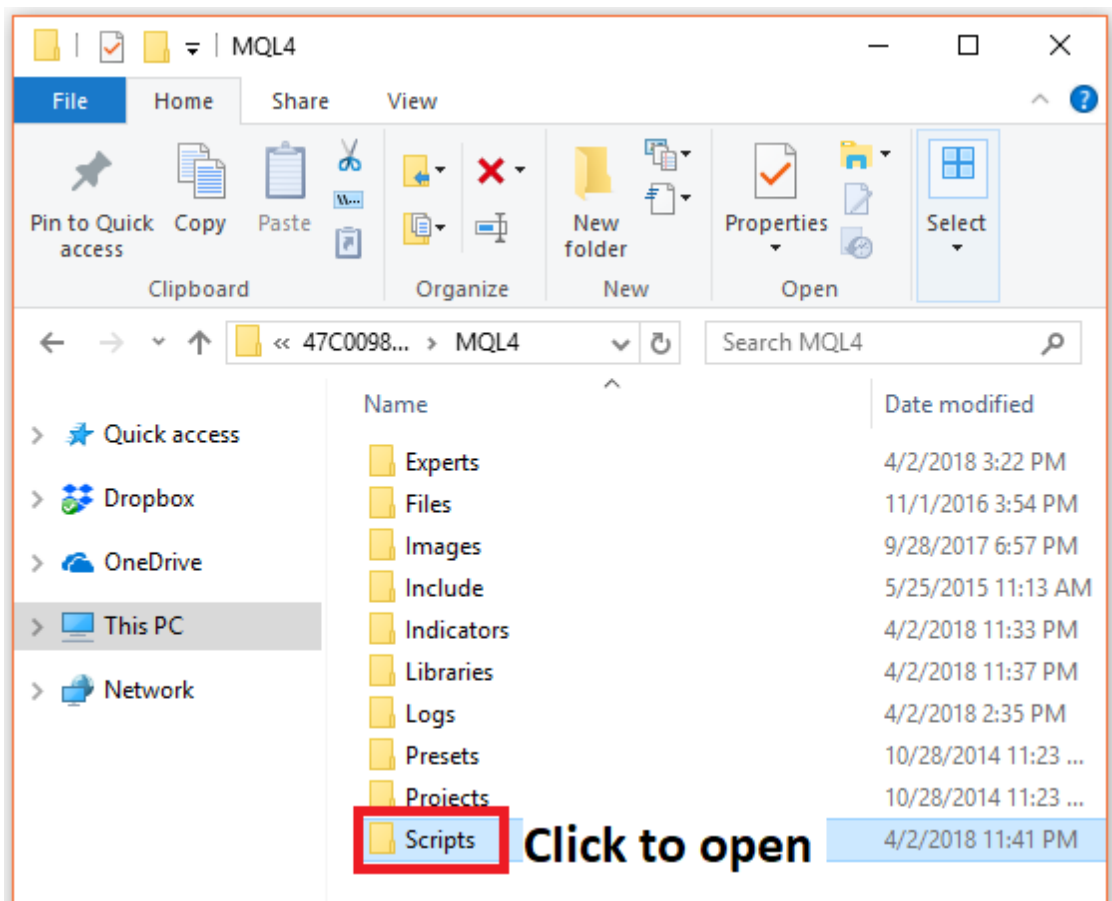 MQL4
File Home Share View
Pin to Quick access
Copy
Paste
New folder
Properties
Select
Clipboard Organize New Open
« 47C0098... > MQL4
Search MQL4
Name Date modified
Quick access
Dropbox
OneDrive
This PC
Network
Experts 4/2/2018 3:22 PM
Files 11/1/2016 3:54 PM
Images 9/28/2017 6:57 PM
Include 5/25/2015 11:13 AM
Indicators 4/2/2018 11:33 PM
Libraries 4/2/2018 11:37 PM
Logs 4/2/2018 2:35 PM
Presets 10/28/2014 11:23 ...
Projects 10/28/2014 11:23 ...
Scripts Click to open 4/2/2018 11:41 PM